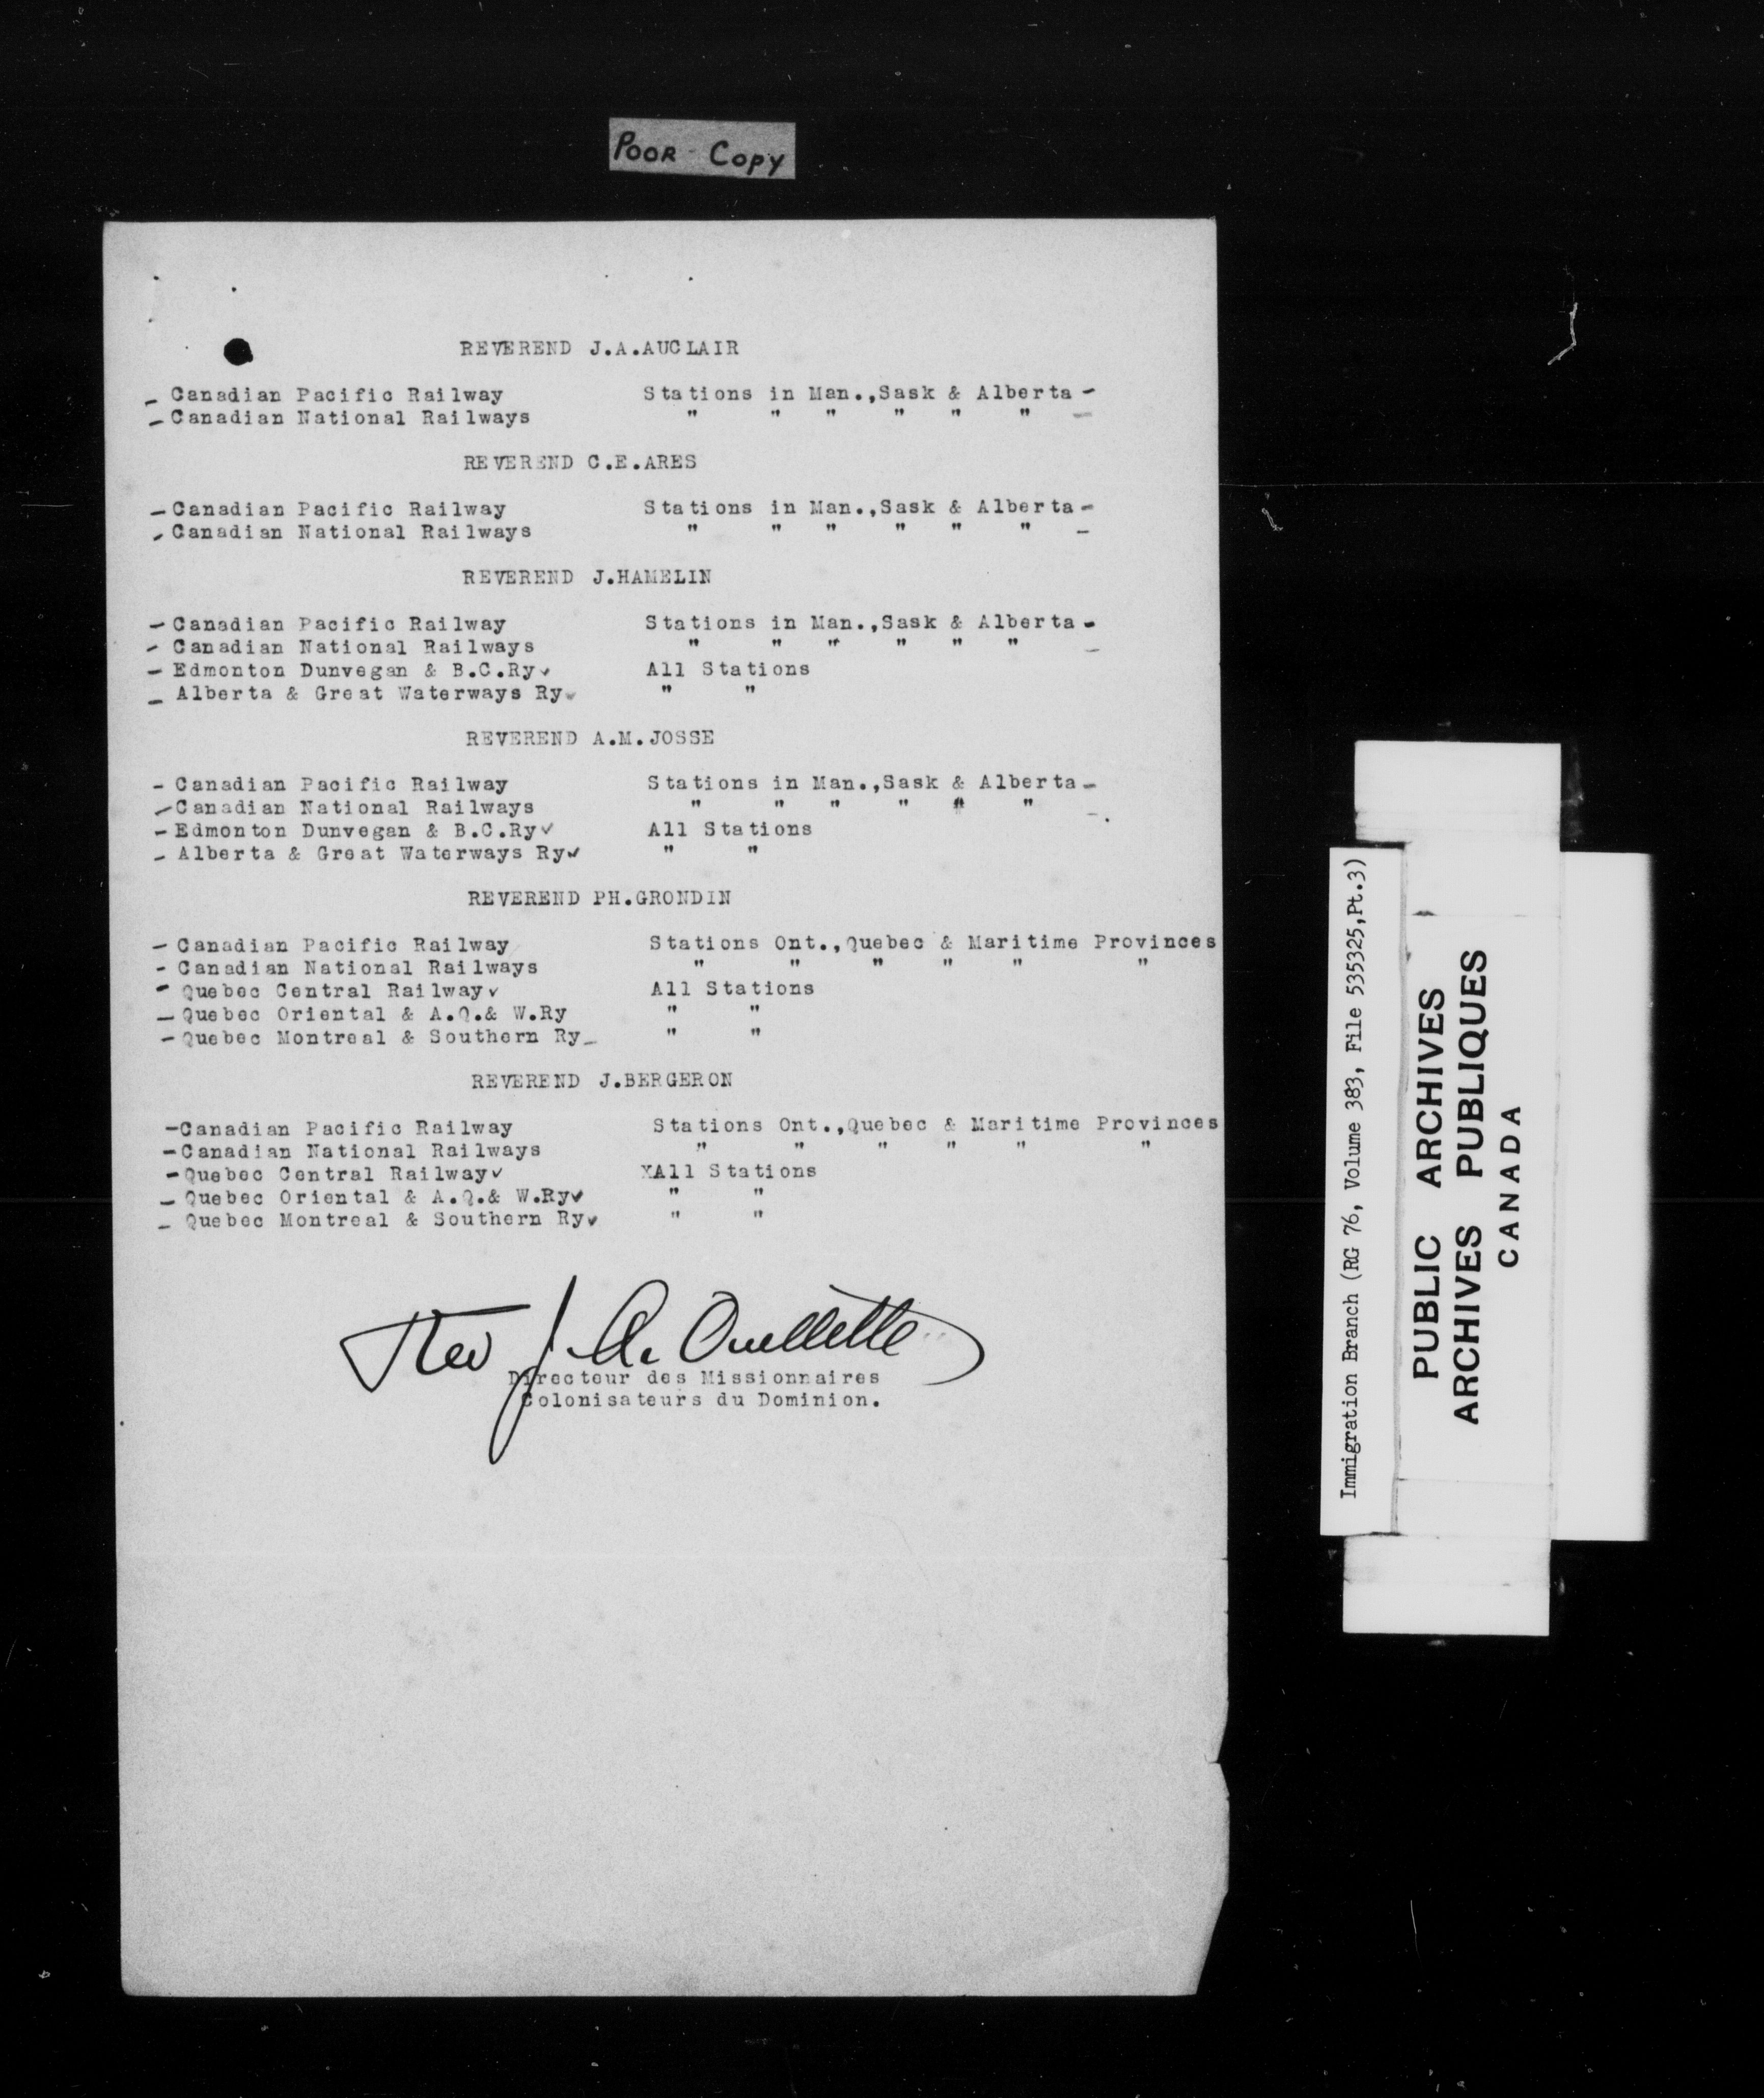 POOR COPY
REVEREND J.A.AUCLAIR
- Canadian Pacific Railway Stations in Man.,Sask & Alberta -
- Canadian National Railways " " " " " " -
REVEREND C.E.ARES
- Canadian Pacific Railway Stations in Man.,Sask & Alberta -
- Canadian National Railways " " " " " " -
REVEREND J.HAMELIN
- Canadian Pacific Railway Stations in Man.,Sask & Alberta -
- Canadian National Railways " " " " " " -
- Edmonton Dunvegan & B.C.Ry✓ All Stations
- Alberta & Great Waterways Ry✓ " "
REVEREND A.M.JOSSE
- Canadian Pacific Railway Stations in Man.,Sask & Alberta -
- Canadian National Railways " " " " " " -
- Edmonton Dunvegan & B.C.Ry✓ All Stations
- Alberta & Great Waterways Ry✓ " "
REVEREND PH.GRONDIN
- Canadian Pacific Railway Stations Ont.,Quebec & Maritime Provinces
- Canadian National Railways " " " " " "
- Quebec Central Railway✓ All Stations
- Quebec Oriental & A.Q.& W.Ry " "
- Quebec Montreal & Southern Ry - " "
REVEREND J.BERGERON
- Canadian Pacific Railway Stations Ont.,Quebec & Maritime Provinces
- Canadian National Railways " " " " " "
- Quebec Central Railway✓ XAll Stations
- Quebec Oriental & A.Q.& W.Ry✓ " "
- Quebec Montreal & Southern Ry✓ " "
Rev J.A. Ouellette
Directeur des Missionnaires
Colonisateurs du Dominion.
Immigration Branch (RG 76, Volume 383, File 535325,Pt.3)
PUBLIC ARCHIVES
ARCHIVES PUBLIQUES
CANADA